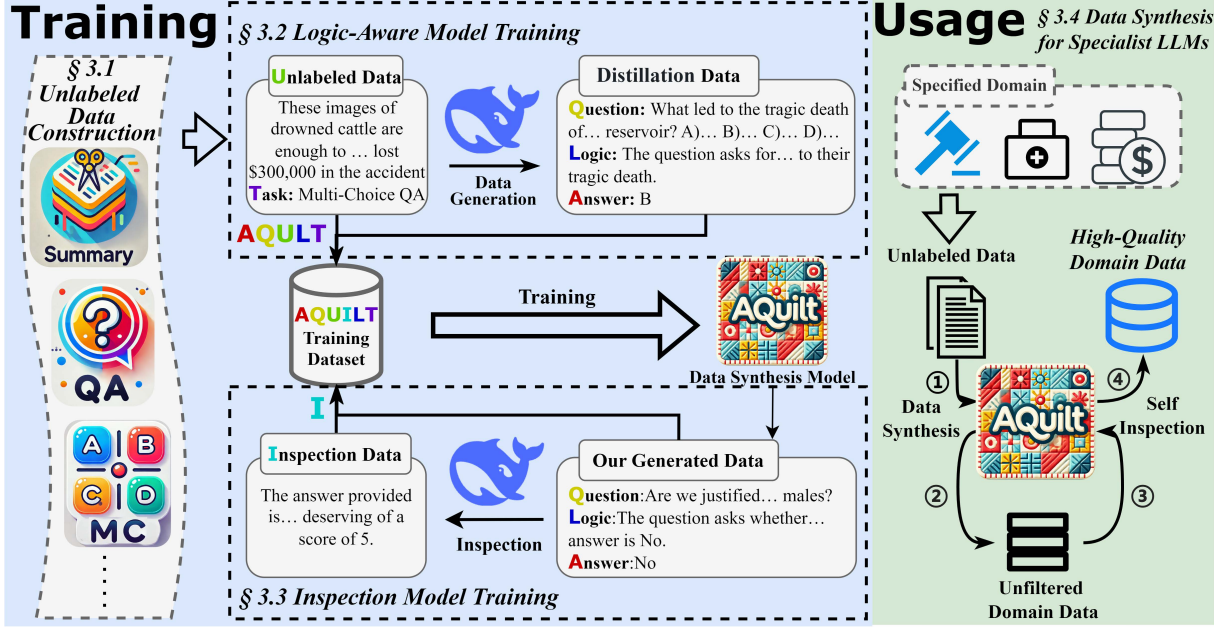 Training
§ 3.1
Unlabeled
Data
Construction
Summary
QA
A
B
C
D
MC
§ 3.2 Logic-Aware Model Training
Unlabeled Data
These images of
drowned cattle are
enough to … lost
$300,000 in the accident
Task: Multi-Choice QA
Data
Generation
Distillation Data
Question: What led to the tragic death
of… reservoir? A)… B)… C)… D)…
Logic: The question asks for… to their
tragic death.
Answer: B
AQULT
AQUILT
Training
Dataset
Training
AQuilt
Data Synthesis Model
I
Inspection Data
The answer provided
is… deserving of a
score of 5.
Inspection
Our Generated Data
Question:Are we justified… males?
Logic:The question asks whether…
answer is No.
Answer:No
§ 3.3 Inspection Model Training
Usage
§ 3.4 Data Synthesis
for Specialist LLMs
Specified Domain
$
Unlabeled Data
High-Quality
Domain Data
①
④
Data
Synthesis
AQuilt
Self
Inspection
②
③
Unfiltered
Domain Data